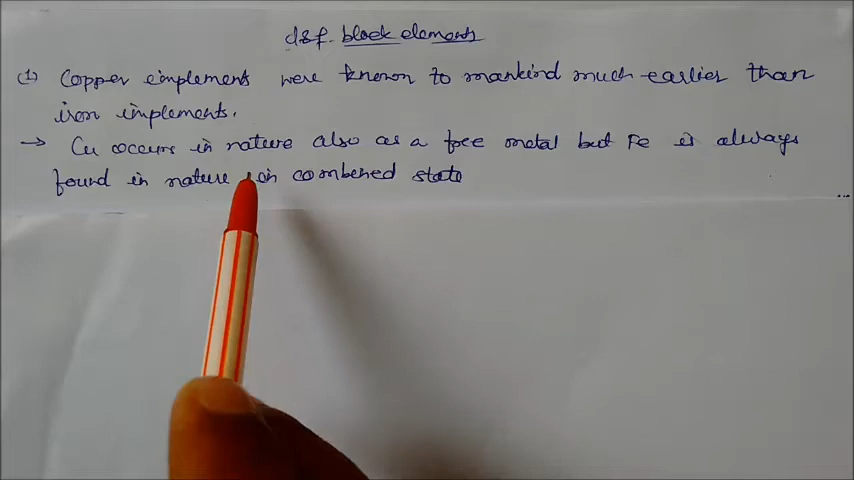 d&f. block elements
(1) Copper implements were known to mankind much earlier than
iron implements.
→ Cu occurs in nature also as a free metal but Fe is always
found in nature in combened state